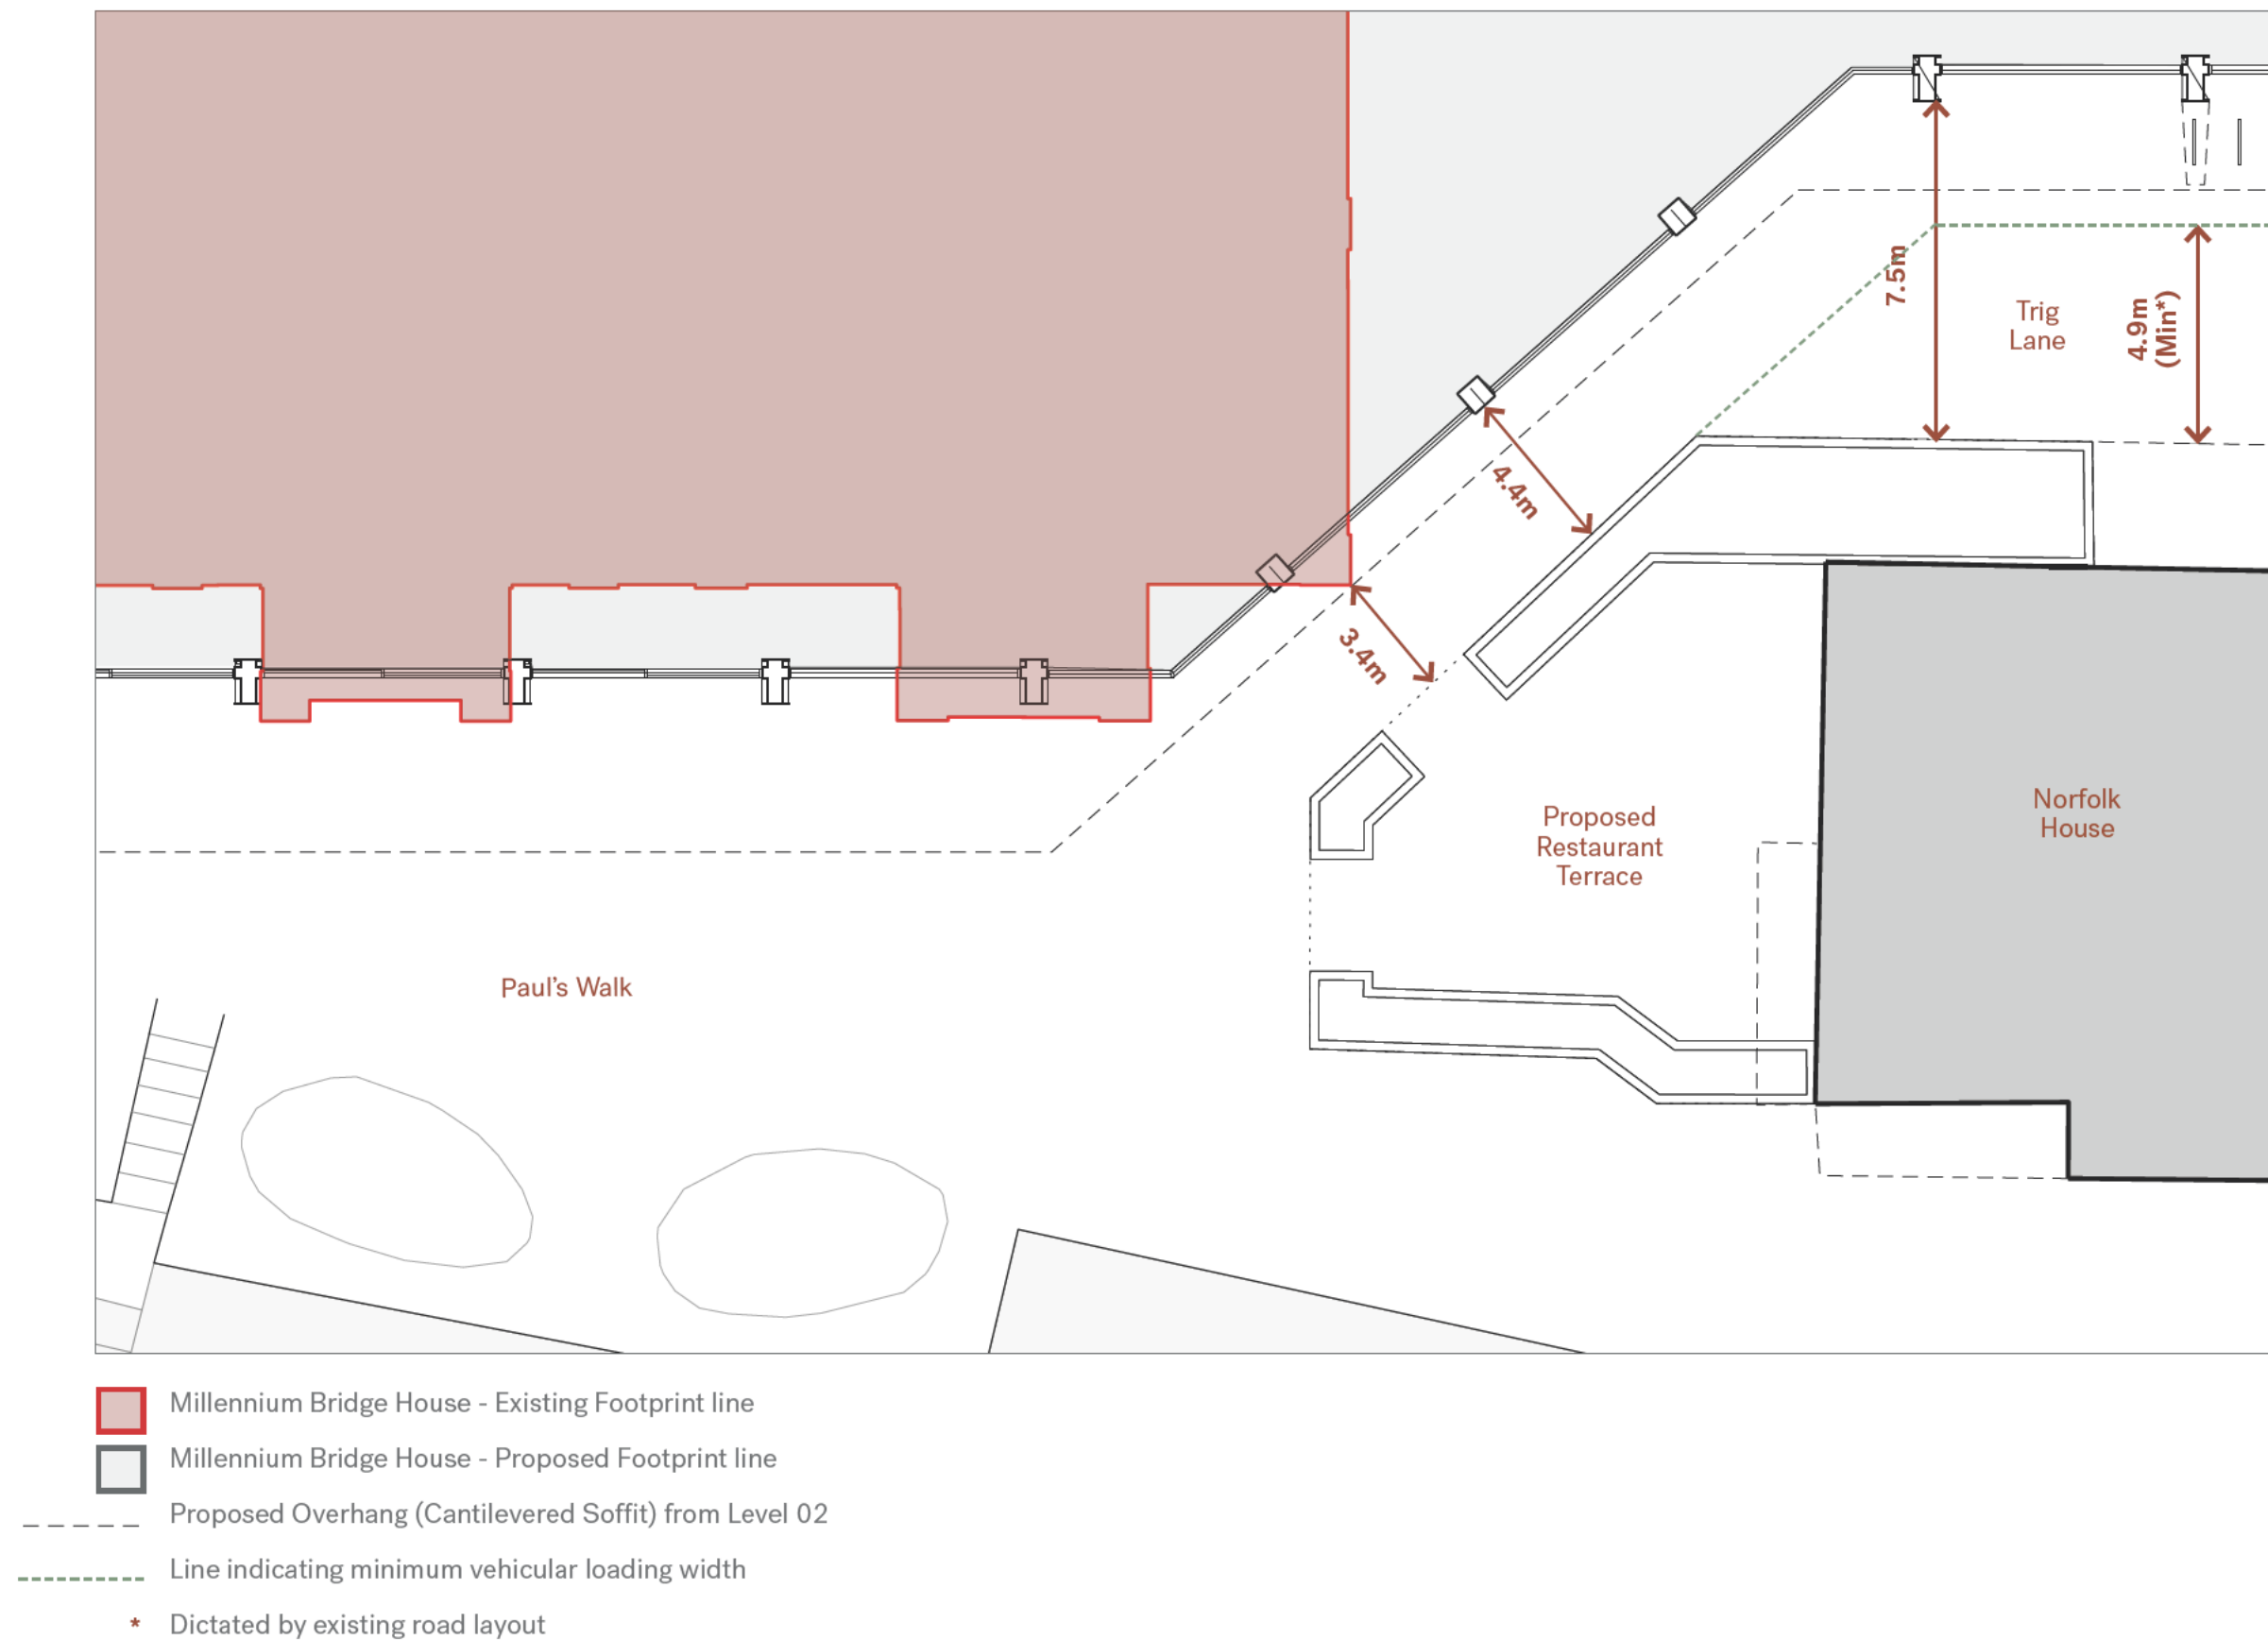 7.5m
Trig
Lane
4.9m
(Min*)
4.4m
3.4m
Proposed
Restaurant
Terrace
Norfolk
House
Paul's Walk
Millennium Bridge House - Existing Footprint line
Millennium Bridge House - Proposed Footprint line
Proposed Overhang (Cantilevered Soffit) from Level 02
Line indicating minimum vehicular loading width
* Dictated by existing road layout